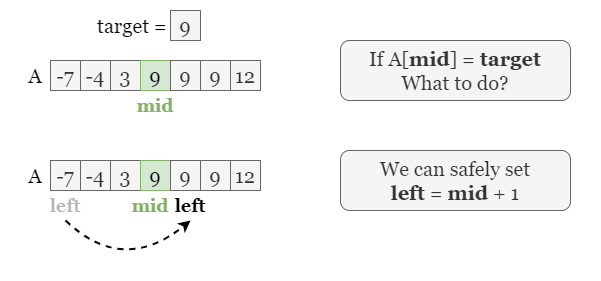 target = 9
A -7 -4 3 9 9 9 12
mid
If A[mid] = target
What to do?
A -7 -4 3 9 9 9 12
left mid left
We can safely set
left = mid + 1